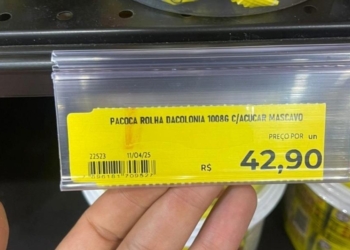 PACOCA ROLHA DACOLONIA 1008G C/ACUCAR MASCAVO
PREÇO POR un
22523 11/04/25
R$ 42,90